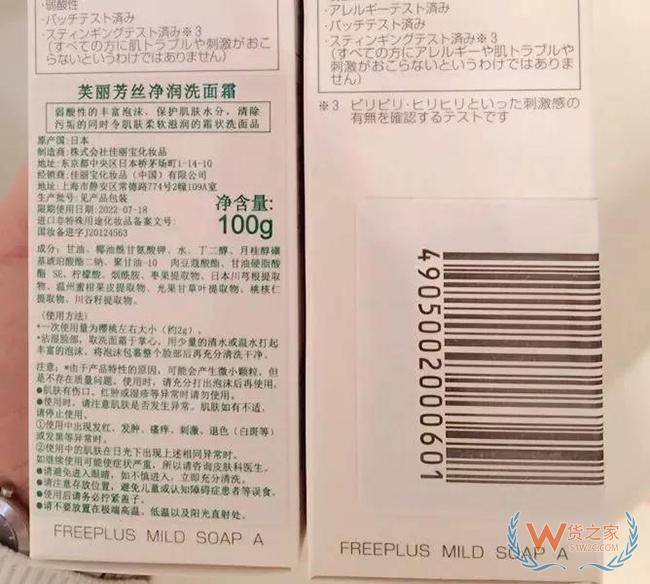 ・弱酸性
・パッチテスト済み
・スティンギングテスト済み※3
(すべての方に肌トラブルや刺激がおこ
らないというわけではありません)
芙丽芳丝净润洗面霜
弱酸性的丰富泡沫、保护肌肤水分，清除
污垢的同时令肌肤柔软滋润的霜状洗面品
原产国:日本
制造商:株式会社佳丽宝化妆品
地址:东京都中央区日本桥茅场町1-14-10
经销商:佳丽宝化妆品（中国）有限公司
地址:上海市静安区常德路774号2幢109A室
生产批号:见产品包装
限期使用日期:2022-07-18
进口非特殊用途化妆品备案文号:
国妆备进字J20124563
净含量:
100g
成分：甘油、椰油酰甘氨酸钾、水、丁二醇、月桂醇磺
基琥珀酸酯二钠、聚甘油-10 肉豆蔻酸酯、甘油硬脂酸
酯 SE、柠檬酸、烟酰胺、枣果提取物、日本川芎根提取
物、温州蜜柑果皮提取物、光果甘草叶提取物、桃核仁
提取物、川谷籽提取物。
〈使用方法〉
*一次使用量为樱桃左右大小（约2g）。
*沾湿脸部，取洗面霜于掌心，用少量的清水或温水打起
丰富的泡沫，将泡沫包裹整个脸部后再充分清洗干净。
注意：*由于产品特性的原因，可能会产生微小颗粒，但
是不存在质量问题。使用时，请充分打出泡沫后再使用。
●肌肤有伤口、红肿或湿疹等异常时请勿使用。
●使用时，请注意肌肤是否发生异常。肌肤如有不适，
请停止使用。
①使用中出现发红、发肿、瘙痒、刺激、退色（白斑等）
或发黑等异常时。
②使用中的肌肤在日光下出现上述相同异常时。
如继续使用可能使症状严重，所以请咨询皮肤科医生。
●请避免进入眼睛，如不慎进入，立即充分清洗。
●请注意存放位置，避免儿童或认知障碍症患者等误食。
●使用后请务必拧紧盖子。
●请不要放置在极端高温、低温以及阳光直射处。
FREEPLUS MILD SOAP A
・アレルギーテスト済み
・パッチテスト済み
・スティンギングテスト済み※3
(すべての方にアレルギーや肌トラブル
や刺激がおこらないというわけではあ
りません)
※3 ピリピリ・ヒリヒリといった刺激感の
有無を確認するテストです
4905002000601
FREEPLUS MILD SOAP A
W货之家
51W2C.COM